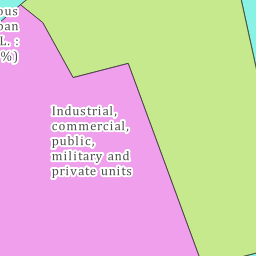 L. :
%)
Industrial,
commercial,
public,
military and
private units